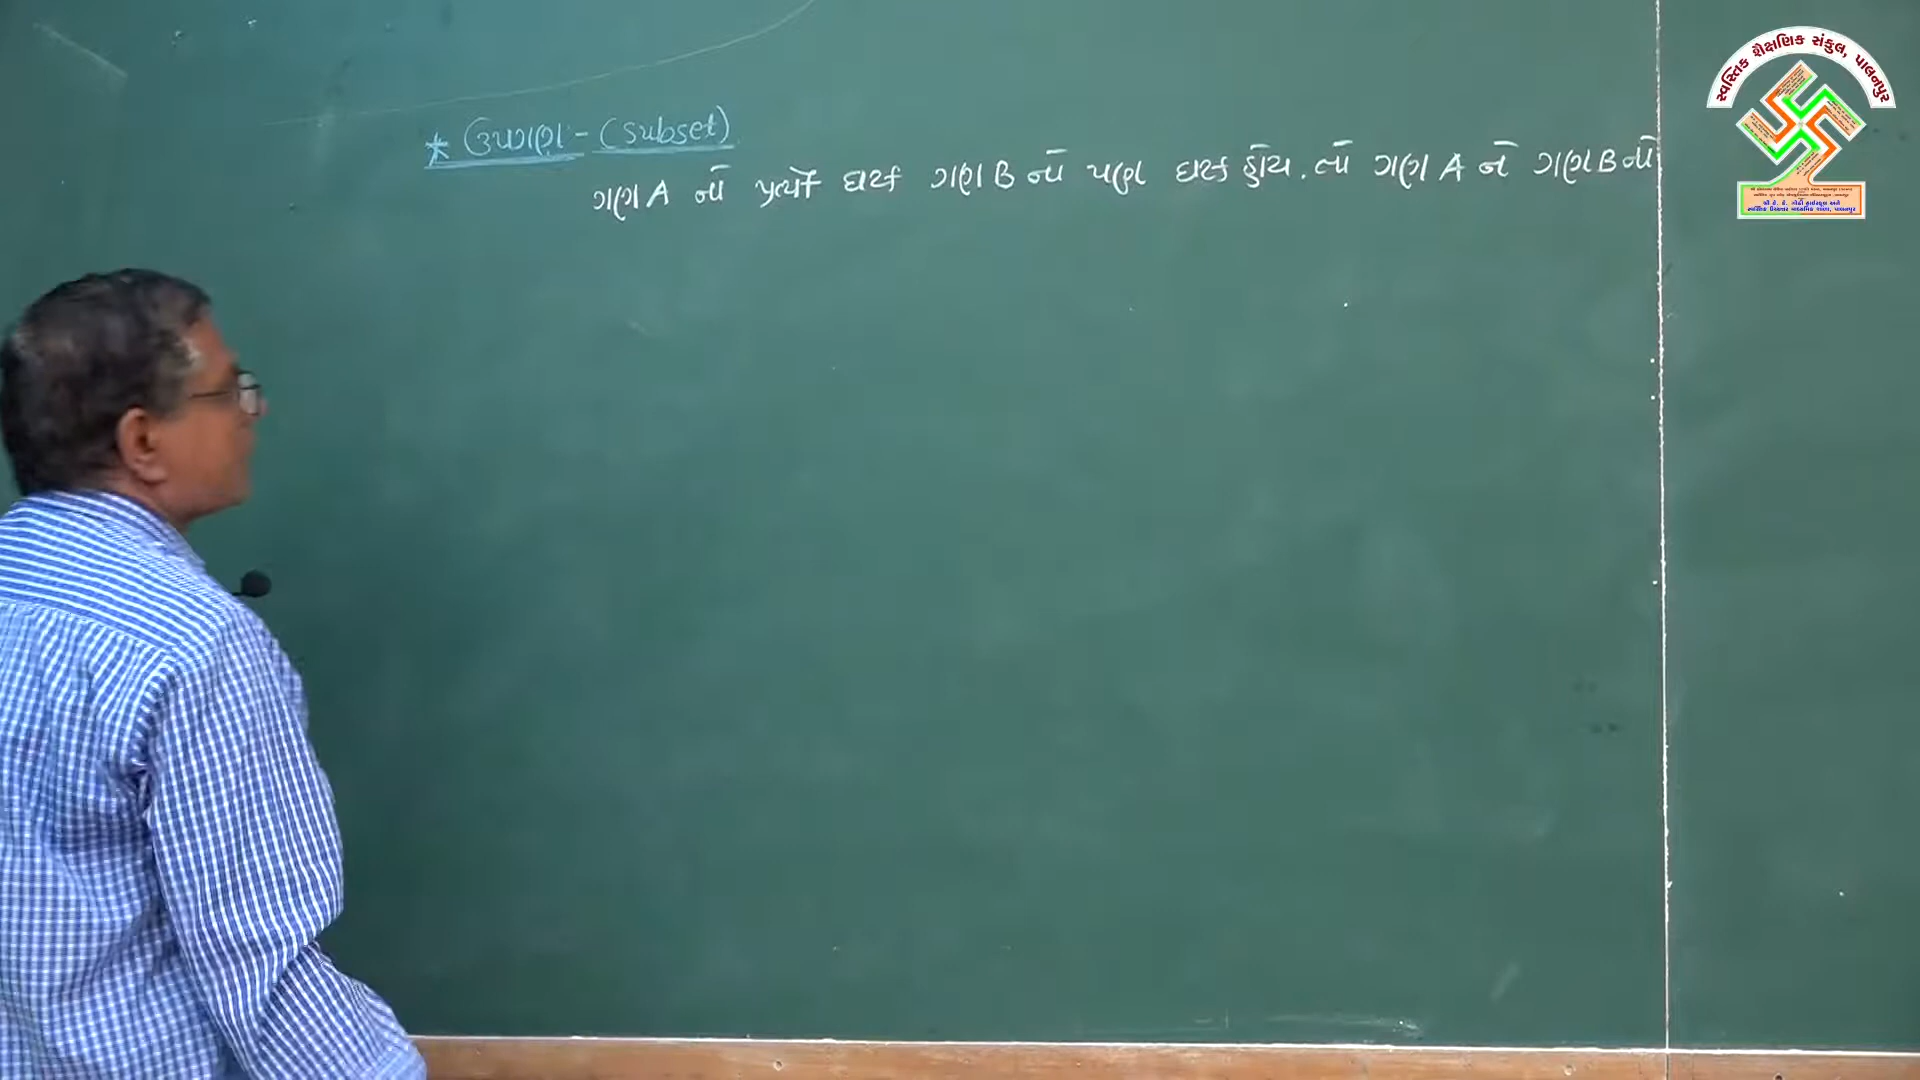 * ઉપગણ - (Subset)
ગણ A નો પ્રત્યેક ઘટક ગણ B નો પણ ઘટક હોય. તો ગણ A ને ગણ B નો
સ્વસ્તિક શૈક્ષણિક સંકુલ, પાલનપુર